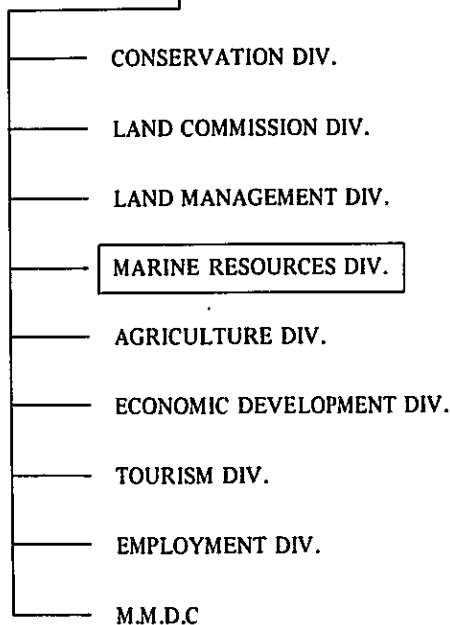 CONSERVATION DIV.
LAND COMMISSION DIV.
LAND MANAGEMENT DIV.
MARINE RESOURCES DIV.
AGRICULTURE DIV.
ECONOMIC DEVELOPMENT DIV.
TOURISM DIV.
EMPLOYMENT DIV.
M.M.D.C